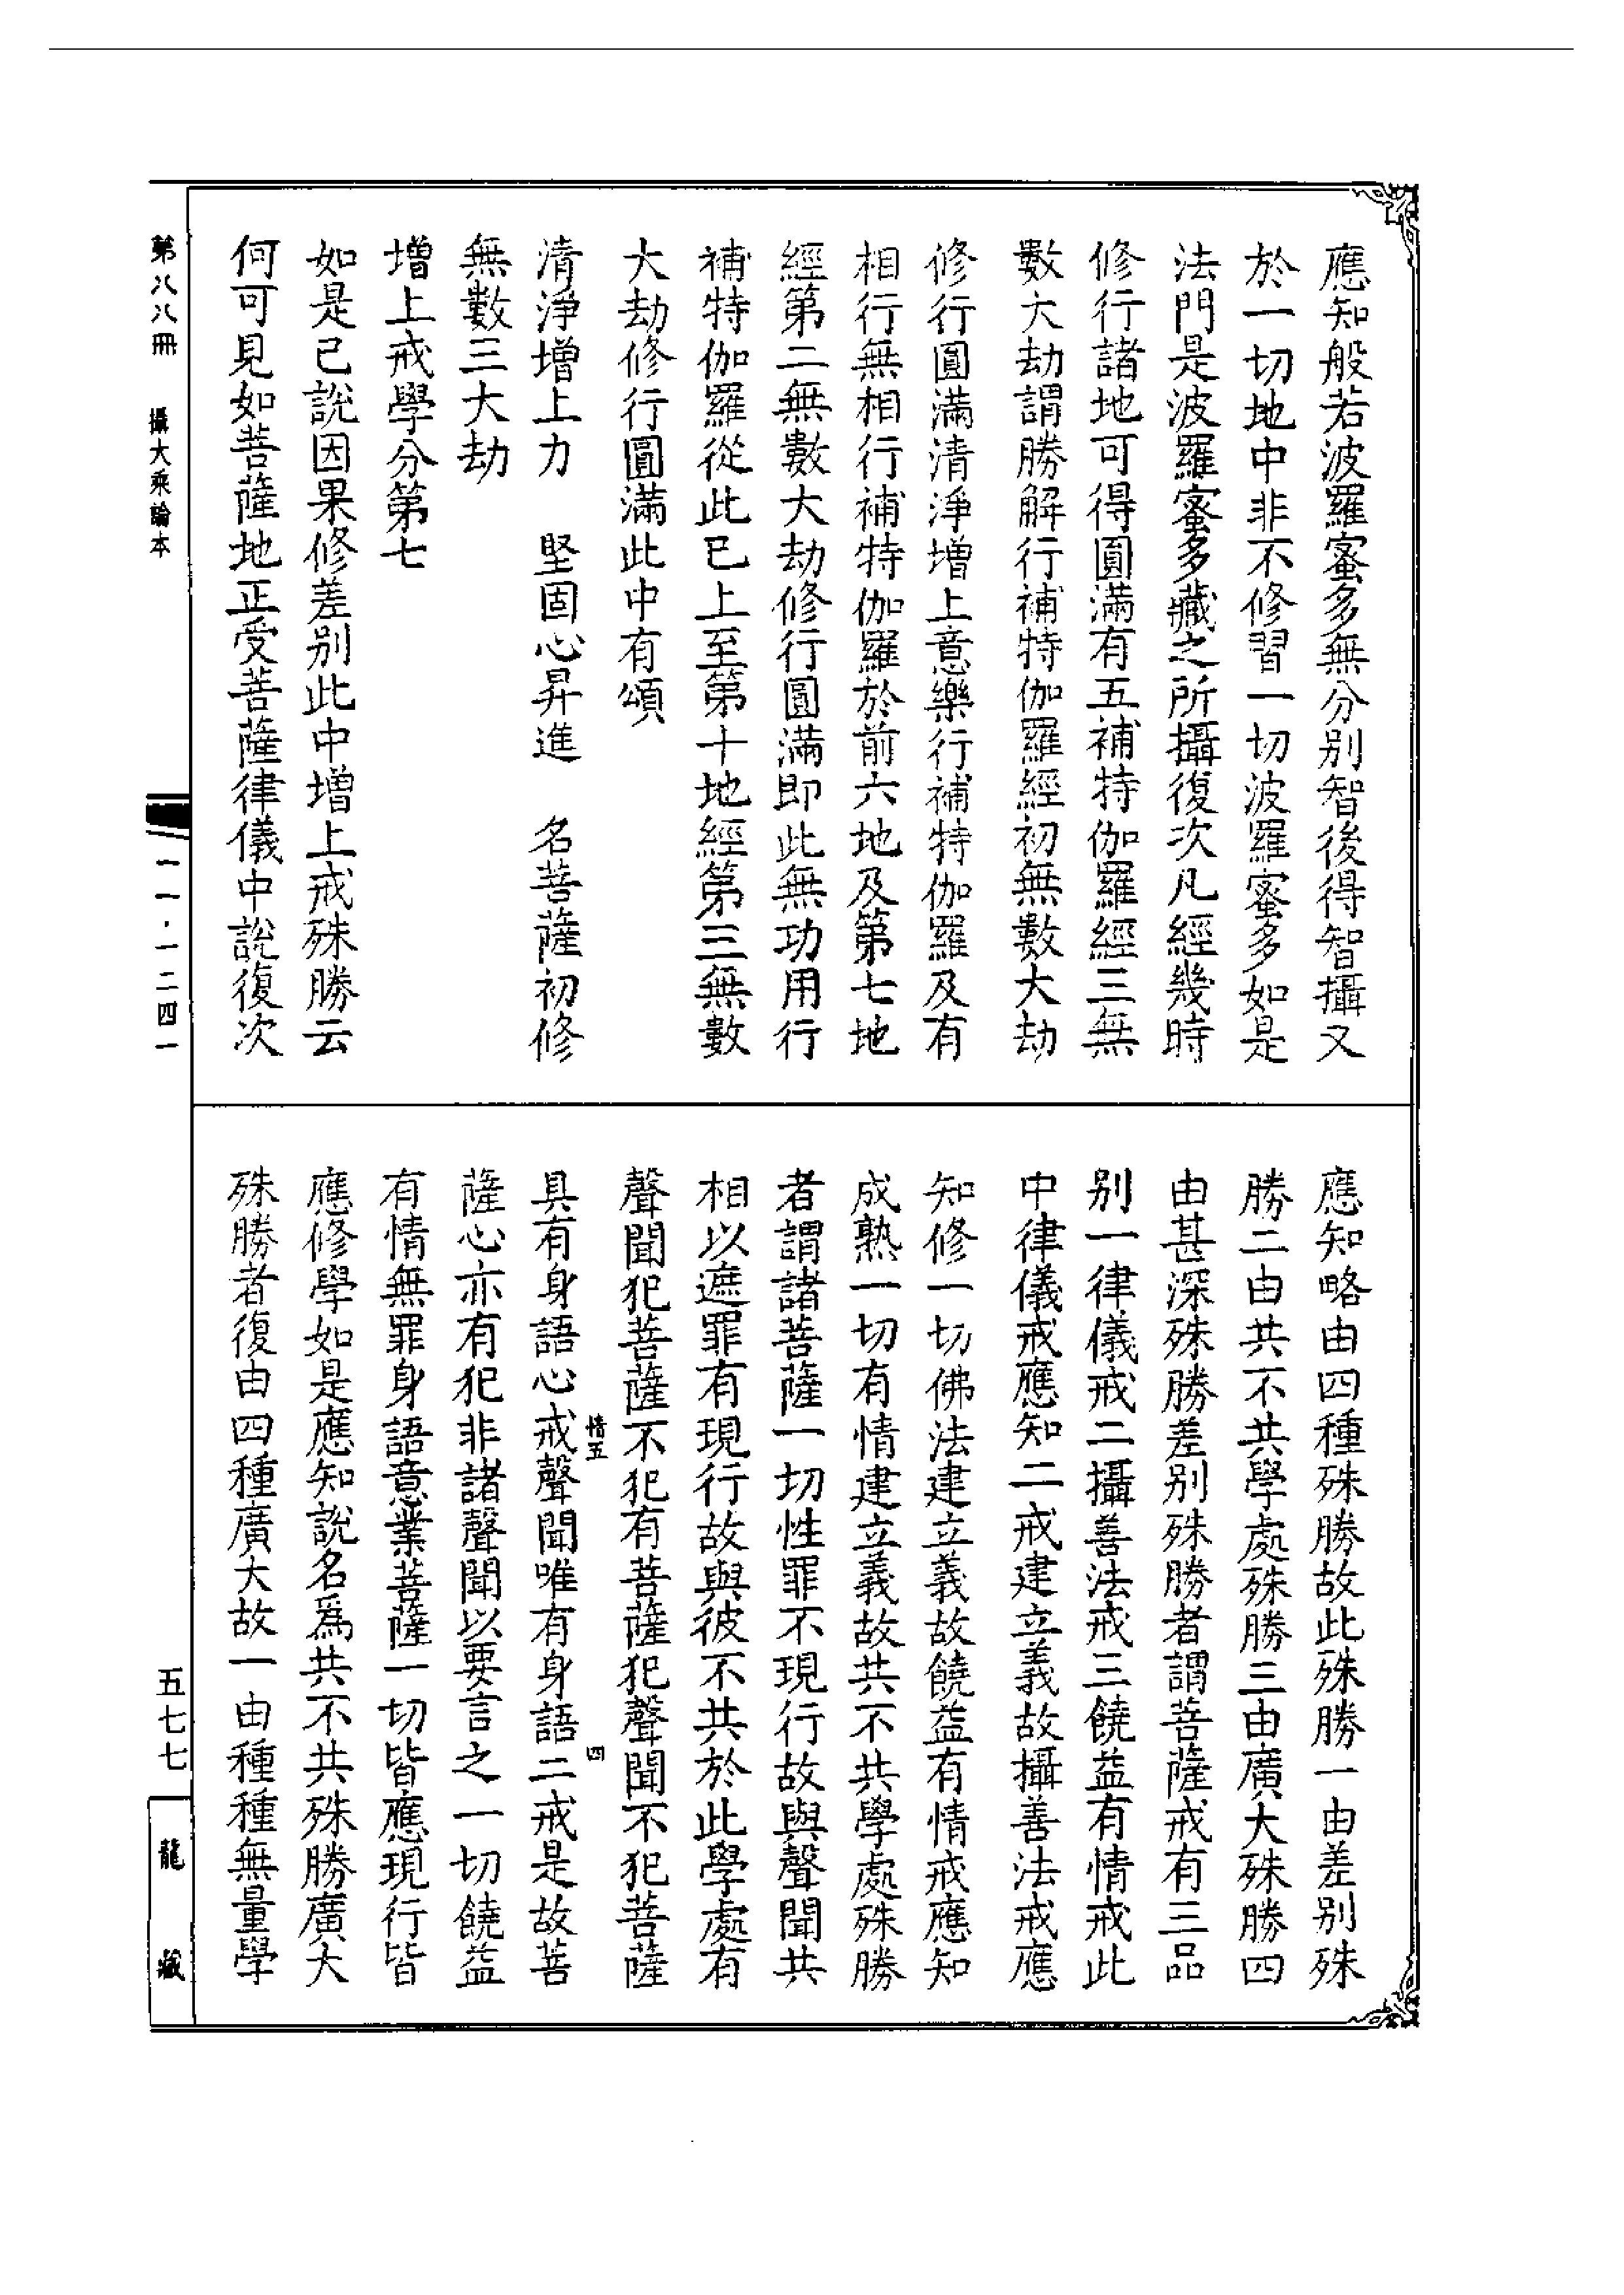 應知般若波羅蜜多無分别智後得智攝又
於一切地中非不修習一切波羅蜜多如是
法門是波羅蜜多藏之所攝復次凡經幾時
修行諸地可得圓滿有五補特伽羅經三無
數大劫謂勝解行補特伽羅經初無數大劫
修行圓滿清淨增上意樂行補特伽羅及有
相行無相行補特伽羅於前六地及第七地
經第二無數大劫修行圓滿即此無功用行
補特伽羅從此已上至第十地經第三無數
大劫修行圓滿此中有頌
清淨增上力　堅固心昇進　名菩薩初修
無數三大劫
增上戒學分第七
如是已說因果修差别此中增上戒殊勝云
何可見如菩薩地正受菩薩律儀中說復次
應知略由四種殊勝故此殊勝一由差别殊
勝二由共不共學處殊勝三由廣大殊勝四
由甚深殊勝差别殊勝者謂菩薩戒有三品
别一律儀戒二攝善法戒三饒益有情戒此
中律儀戒應知二戒建立義故攝善法戒應
知修一切佛法建立義故饒益有情戒應知
成熟一切有情建立義故共不共學處殊勝
者謂諸菩薩一切性罪不現行故與聲聞共
相以遮罪有現行故與彼不共於此學處有
聲聞犯菩薩不犯有菩薩犯聲聞不犯菩薩
情五　四
具有身語心戒聲聞唯有身語二戒是故菩
薩心亦有犯非諸聲聞以要言之一切饒益
有情無罪身語意業菩薩一切皆應現行皆
應修學如是應知說名爲共不共殊勝廣大
殊勝者復由四種廣大故一由種種無量學
第八八冊　攝大乘論本
一一·一二四一
五七七
龍藏